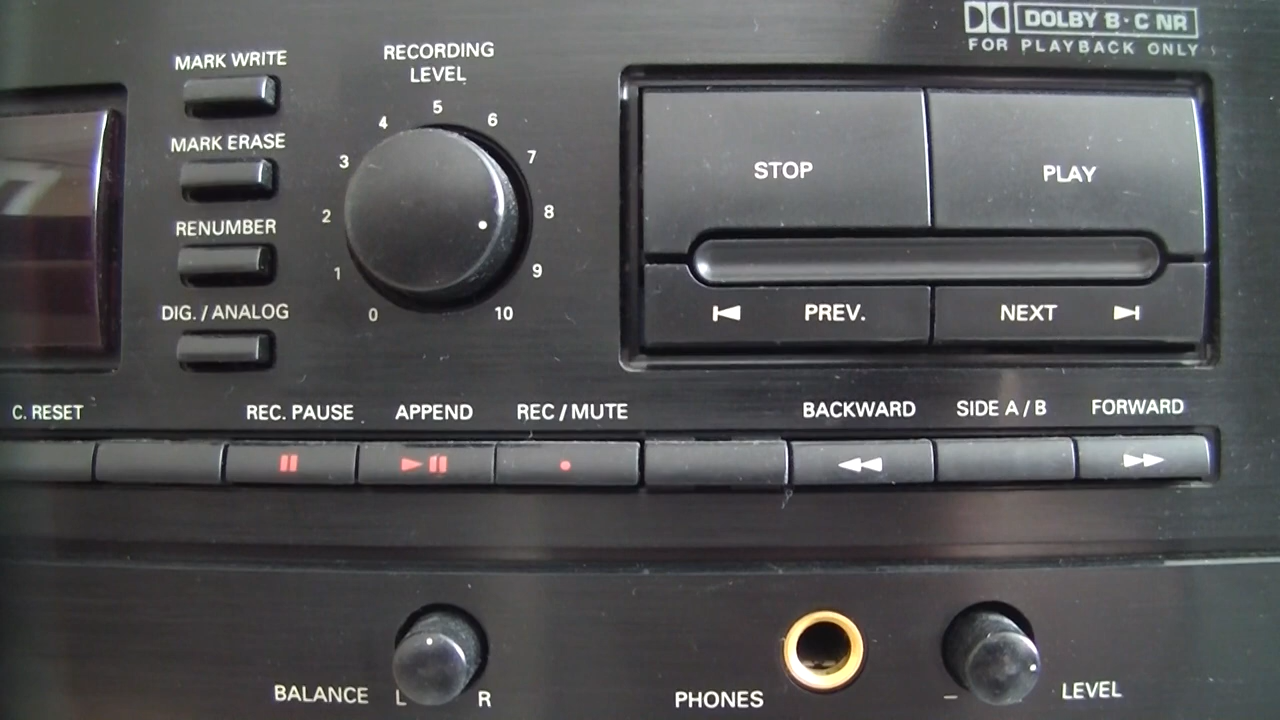 DOLBY B·C NR
FOR PLAYBACK ONLY
MARK WRITE
MARK ERASE
RENUMBER
DIG. / ANALOG
RECORDING
LEVEL
0 1 2 3 4 5 6 7 8 9 10
STOP
PLAY
PREV.
NEXT
C. RESET
REC. PAUSE
APPEND
REC / MUTE
BACKWARD
SIDE A / B
FORWARD
BALANCE L R
PHONES
– LEVEL